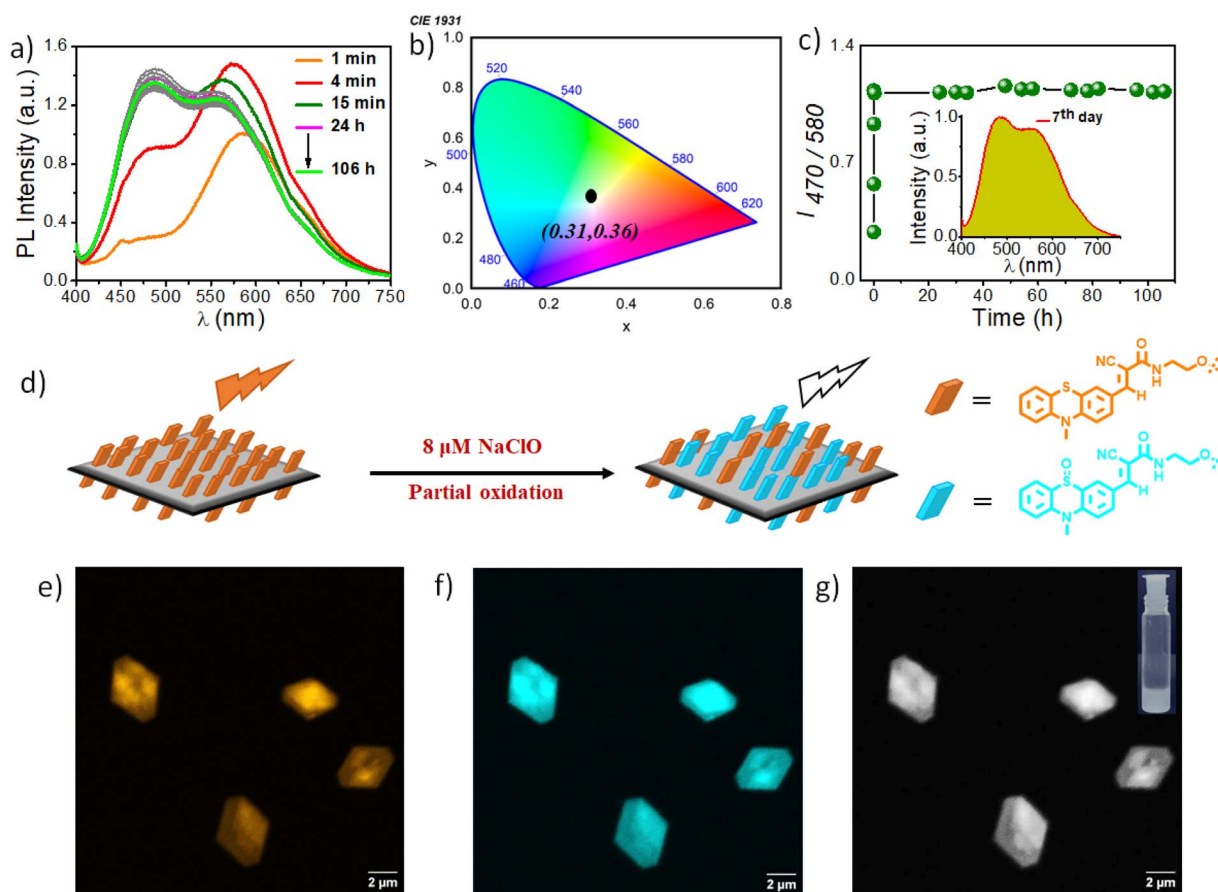 a)
1.6
1.2
0.8
0.4
0.0
PL Intensity (a.u.)
400 450 500 550 600 650 700 750
λ (nm)
1 min
4 min
15 min
24 h
106 h
CIE 1931
b)
1.0
0.8
0.6
0.4
0.2
0.0
y
520
540
560
500
580
600
620
480
460
(0.31,0.36)
0.0 0.2 0.4 0.6 0.8
x
c)
1.4
0.7
0.0
I 470 / 580
0 20 40 60 80 100
Time (h)
7th day
1.0
0.5
0.0
Intensity (a.u.)
400 500 600 700
λ (nm)
d)
8 µM NaClO
Partial oxidation
=
O
NC
S
N
H
O
H
N
=
O
NC
O
S
N
H
O
H
N
e)
2 µm
f)
2 µm
g)
2 µm